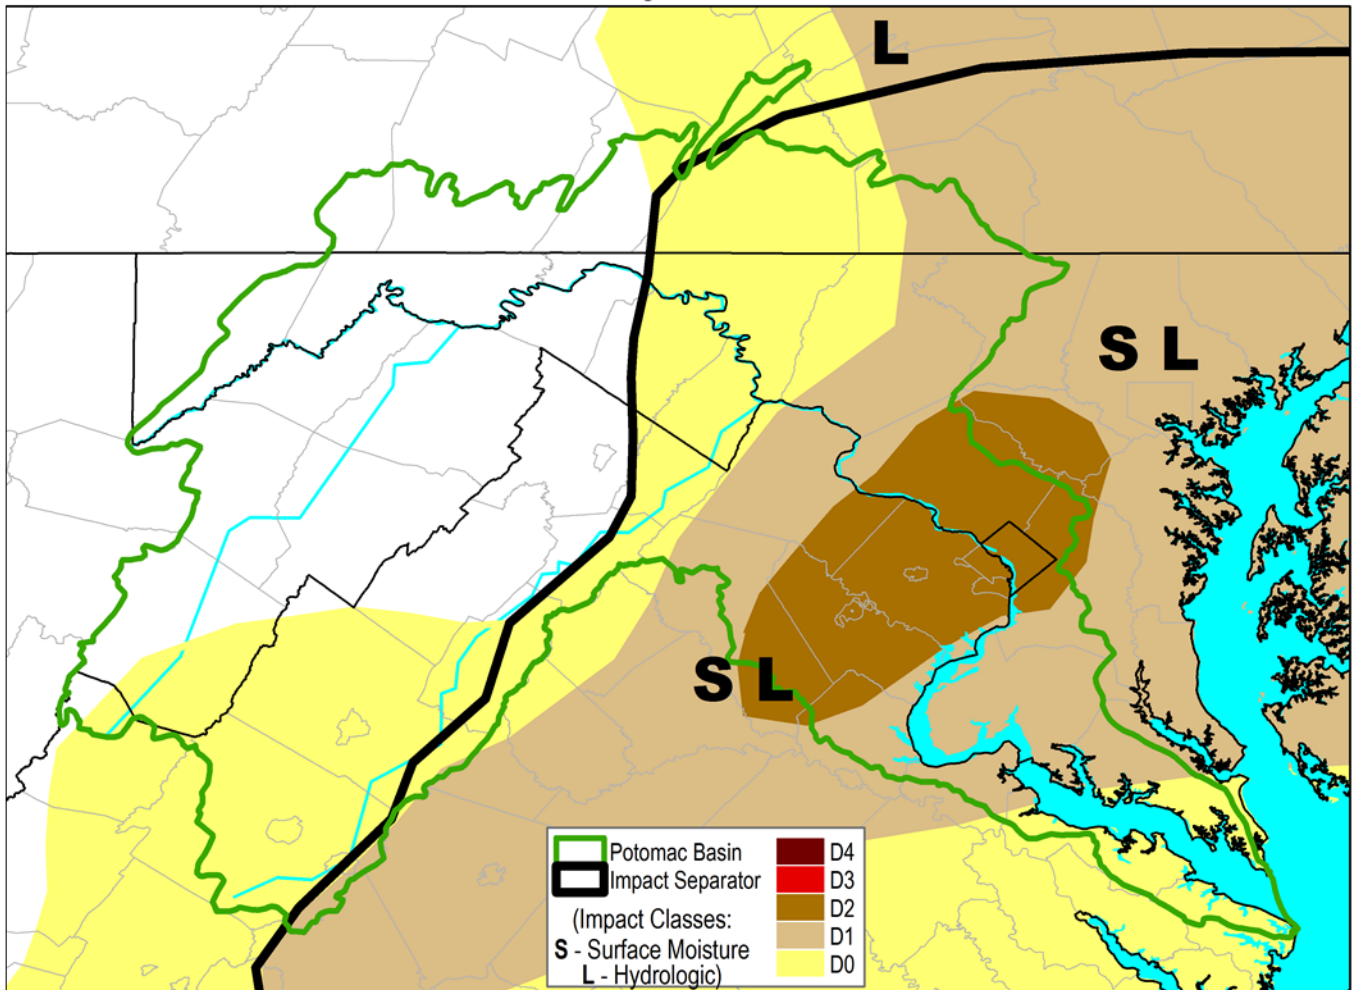 L
S L
S L
Potomac Basin
Impact Separator
(Impact Classes:
S - Surface Moisture
L - Hydrologic)
D4
D3
D2
D1
D0